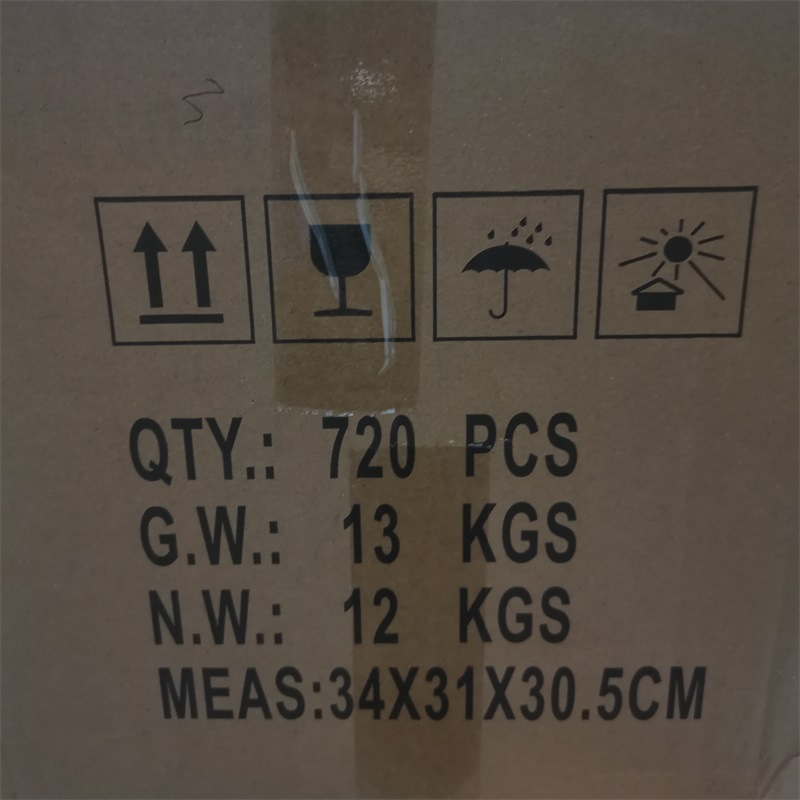 QTY.: 720 PCS
G.W.: 13 KGS
N.W.: 12 KGS
MEAS:34X31X30.5CM